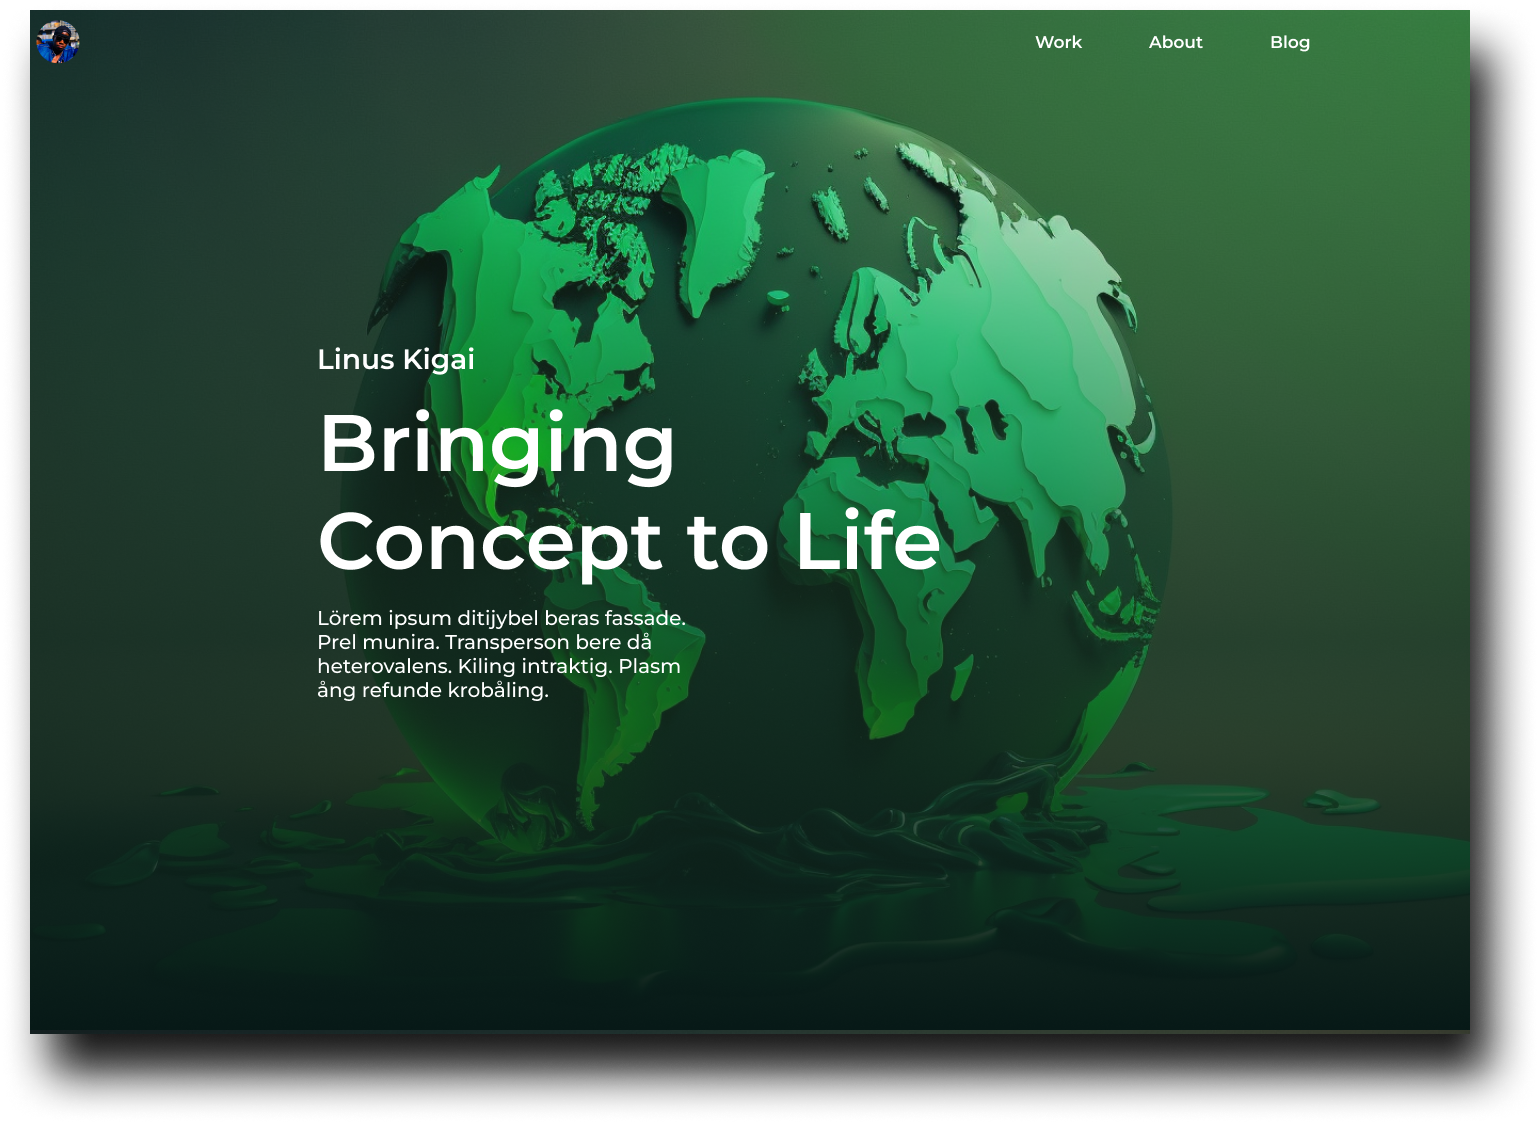 Work About Blog
Linus Kigai
Bringing
Concept to Life
Lörem ipsum ditijybel beras fassade.
Prel munira. Transperson bere då
heterovalens. Kiling intraktig. Plasm
ång refunde krobåling.